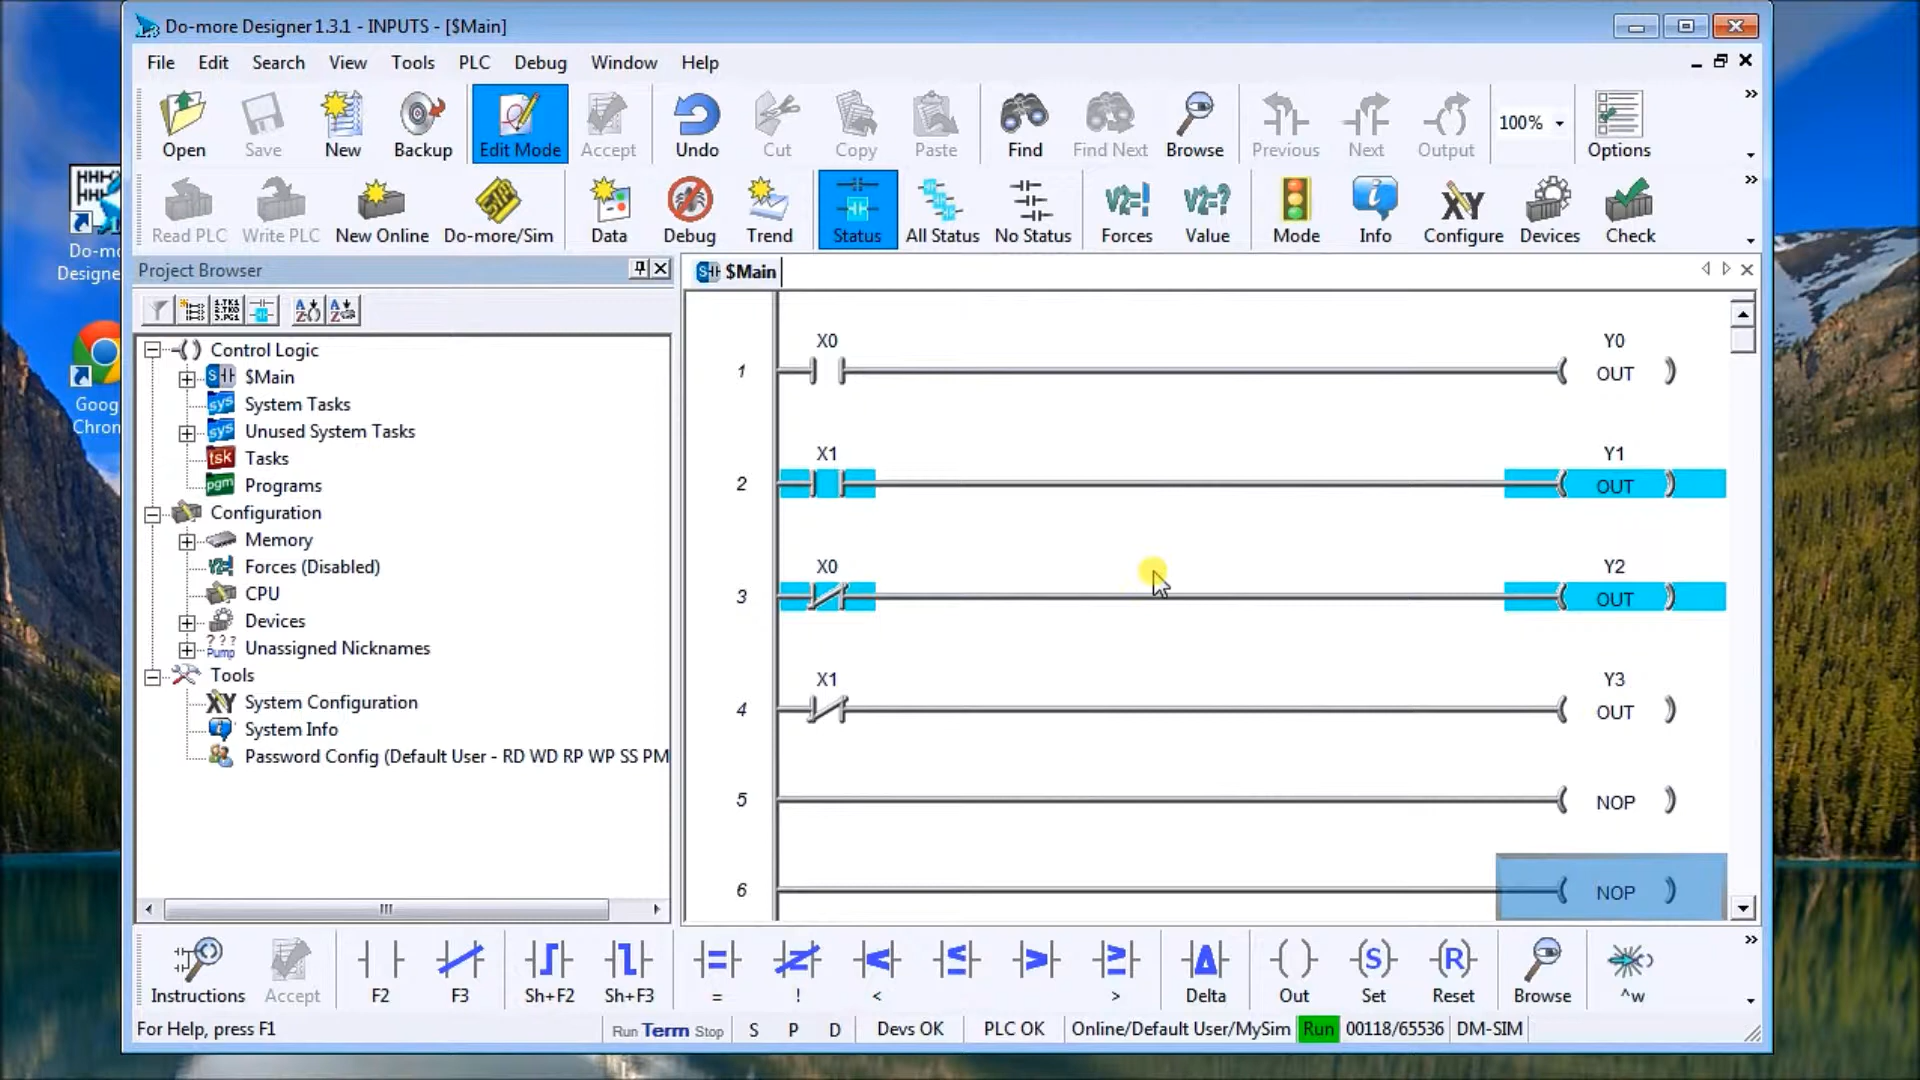 Do-more Designer 1.3.1 - INPUTS - [$Main]
File Edit Search View Tools PLC Debug Window Help
Open Save New Backup Edit Mode Accept Undo Cut Copy Paste Find Find Next Browse Previous Next Output 100% Options
Read PLC Write PLC New Online Do-more/Sim Data Debug Trend Status All Status No Status Forces Value Mode Info Configure Devices Check
Project Browser
$Main
Control Logic
$Main
System Tasks
Unused System Tasks
Tasks
Programs
Configuration
Memory
Forces (Disabled)
CPU
Devices
Unassigned Nicknames
Tools
System Configuration
System Info
Password Config (Default User - RD WD RP WP SS PM
X0 Y0
1 OUT
X1 Y1
2 OUT
X0 Y2
3 OUT
X1 Y3
4 OUT
5 NOP
6 NOP
Instructions Accept F2 F3 Sh+F2 Sh+F3 = ! < > Delta Out Set Reset Browse ^w
For Help, press F1 Run Term Stop S P D Devs OK PLC OK Online/Default User/MySim Run 00118/65536 DM-SIM
Do-m
Designe
Goog
Chron